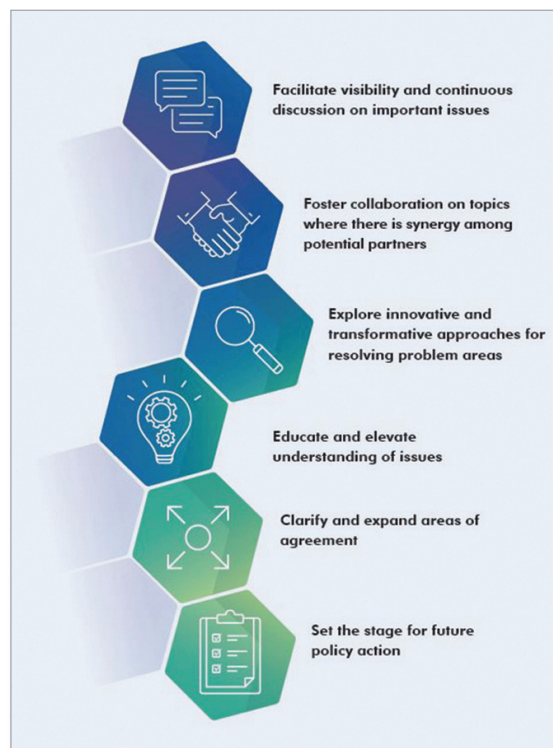 Facilitate visibility and continuous
discussion on important issues
Foster collaboration on topics
where there is synergy among
potential partners
Explore innovative and
transformative approaches for
resolving problem areas
Educate and elevate
understanding of issues
Clarify and expand areas of
agreement
Set the stage for future
policy action